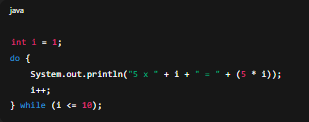 java
int i = 1;
do {
    System.out.println("5 x " + i + " = " + (5 * i));
    i++;
} while (i <= 10);